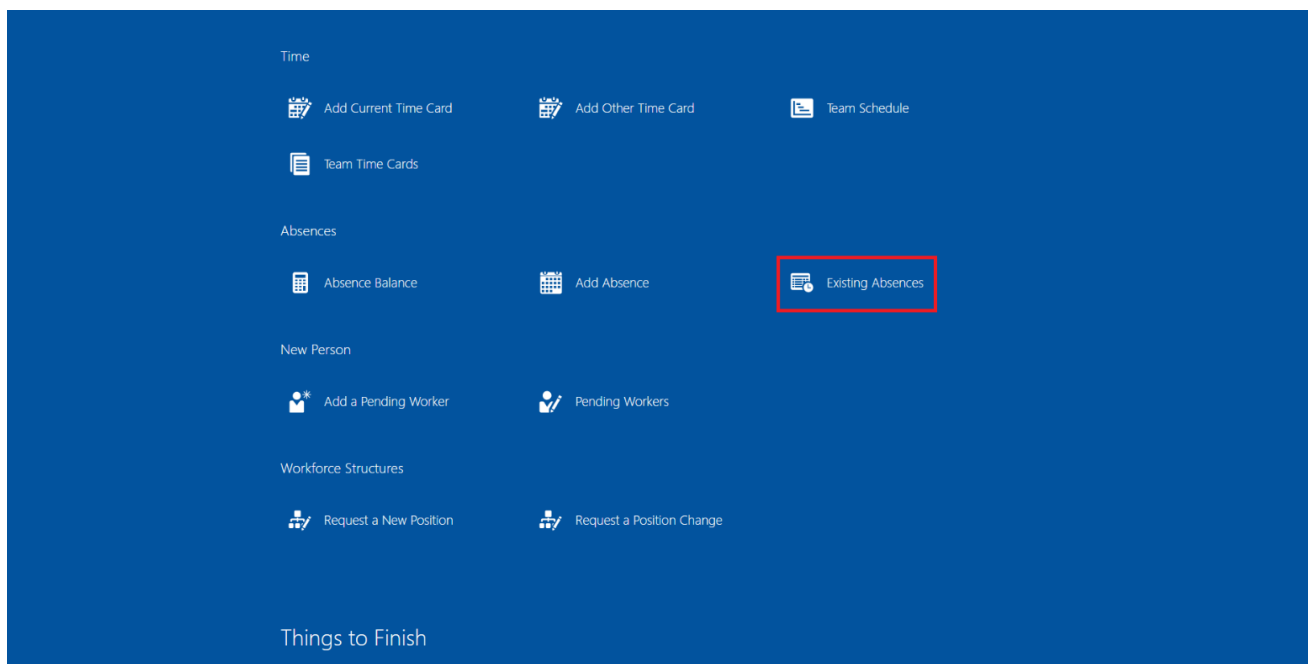 Time
Add Current Time Card
Add Other Time Card
Team Schedule
Team Time Cards
Absences
Absence Balance
Add Absence
Existing Absences
New Person
Add a Pending Worker
Pending Workers
Workforce Structures
Request a New Position
Request a Position Change
Things to Finish